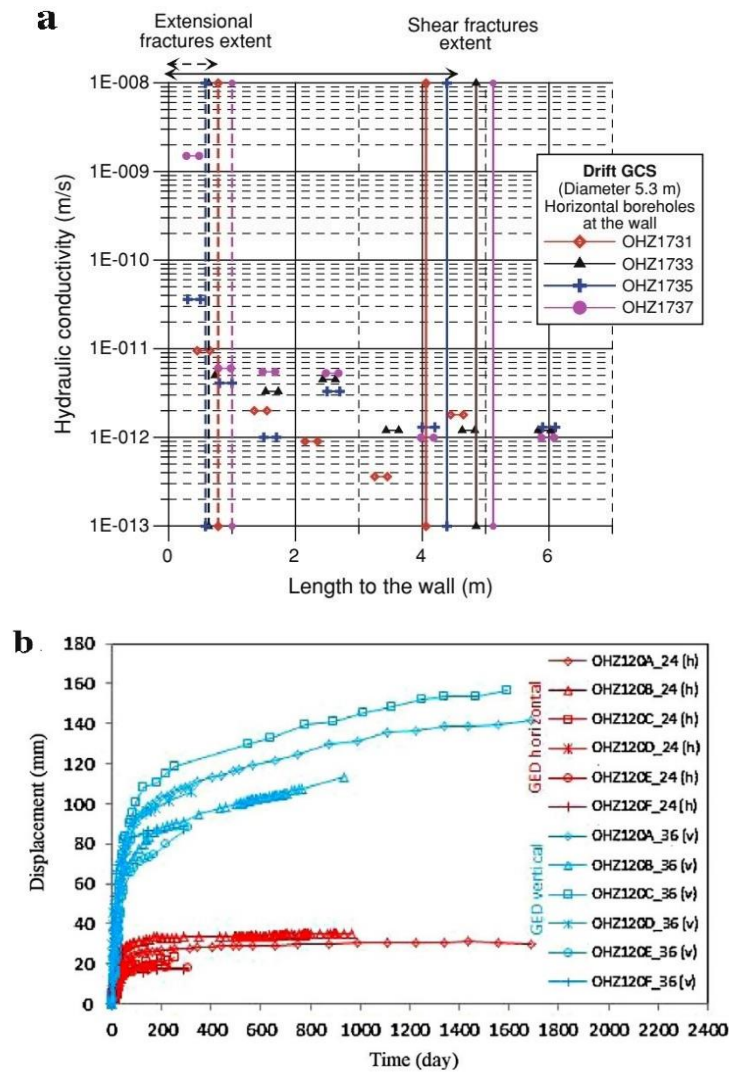 a
Extensional
fractures extent
Shear fractures
extent
1E-008
1E-009
1E-010
1E-011
1E-012
1E-013
Hydraulic conductivity (m/s)
0
2
4
6
Length to the wall (m)
Drift GCS
(Diameter 5.3 m)
Horizontal boreholes
at the wall
OHZ1731
OHZ1733
OHZ1735
OHZ1737
b
180
160
140
120
100
80
60
40
20
0
Displacement (mm)
0
200
400
600
800
1000
1200
1400
1600
1800
2000
2200
2400
Time (day)
GED horizontal
OHZ120A_24 (h)
OHZ120B_24 (h)
OHZ120C_24 (h)
OHZ120D_24 (h)
OHZ120E_24 (h)
OHZ120F_24 (h)
GED vertical
OHZ120A_36 (v)
OHZ120B_36 (v)
OHZ120C_36 (v)
OHZ120D_36 (v)
OHZ120E_36 (v)
OHZ120F_36 (v)